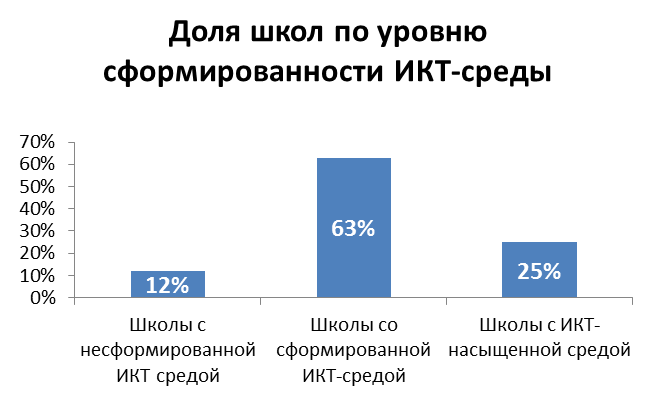 Доля школ по уровню
сформированности ИКТ-среды
70%
60%
50%
40%
30%
20%
10%
0%
12%
63%
25%
Школы с
несформированной
ИКТ средой
Школы со
сформированной
ИКТ-средой
Школы с ИКТ-
насыщенной средой